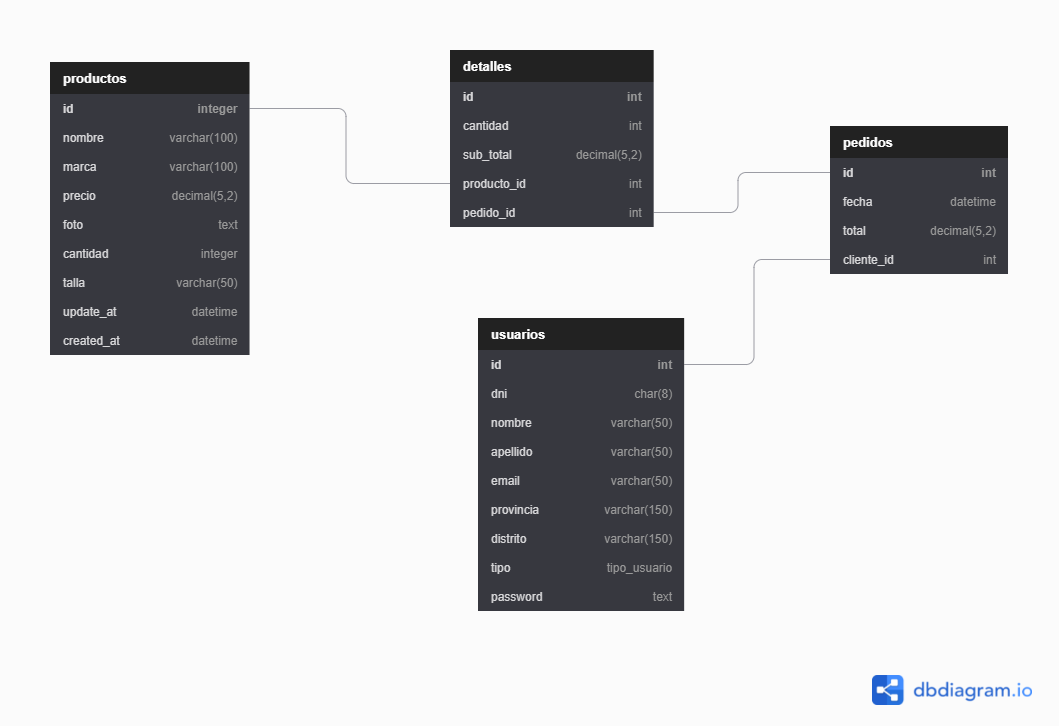 productos
id integer
nombre varchar(100)
marca varchar(100)
precio decimal(5,2)
foto text
cantidad integer
talla varchar(50)
update_at datetime
created_at datetime
detalles
id int
cantidad int
sub_total decimal(5,2)
producto_id int
pedido_id int
pedidos
id int
fecha datetime
total decimal(5,2)
cliente_id int
usuarios
id int
dni char(8)
nombre varchar(50)
apellido varchar(50)
email varchar(50)
provincia varchar(150)
distrito varchar(150)
tipo tipo_usuario
password text
dbdiagram.io